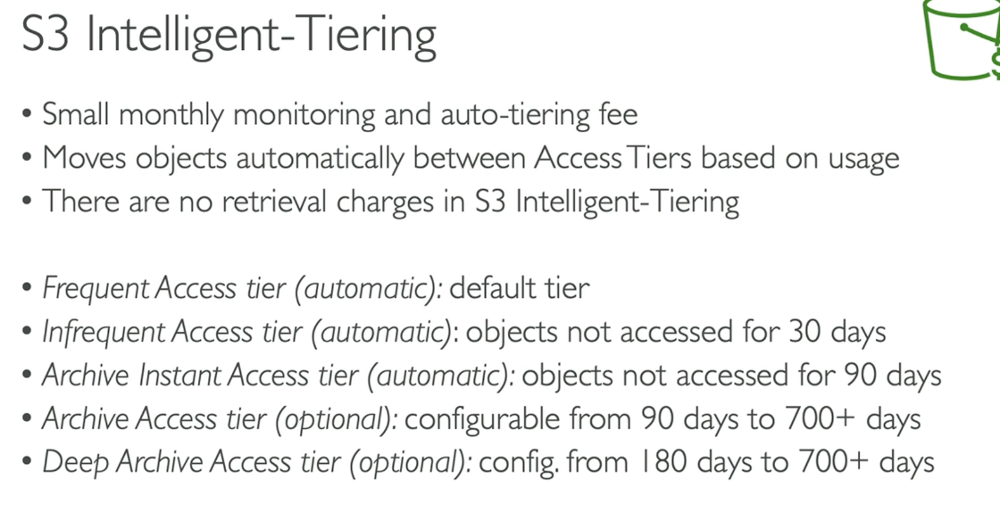 S3 Intelligent-Tiering
• Small monthly monitoring and auto-tiering fee
• Moves objects automatically between Access Tiers based on usage
• There are no retrieval charges in S3 Intelligent-Tiering
• Frequent Access tier (automatic): default tier
• Infrequent Access tier (automatic): objects not accessed for 30 days
• Archive Instant Access tier (automatic): objects not accessed for 90 days
• Archive Access tier (optional): configurable from 90 days to 700+ days
• Deep Archive Access tier (optional): config. from 180 days to 700+ days